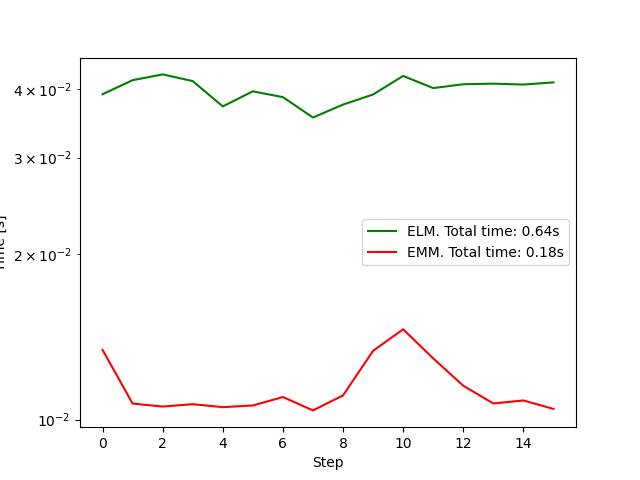 4 × 10⁻²
3 × 10⁻²
2 × 10⁻²
10⁻²
ELM. Total time: 0.64s
EMM. Total time: 0.18s
0 2 4 6 8 10 12 14
Step